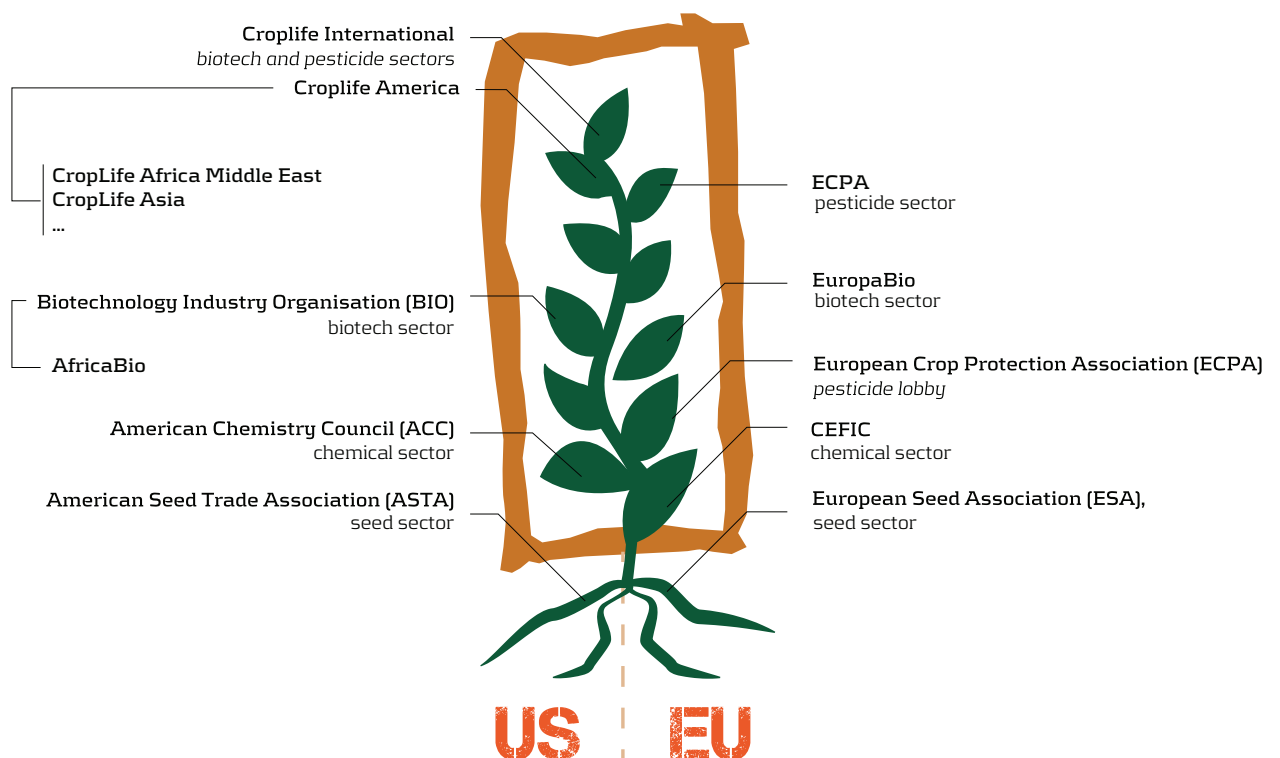 Croplife International
biotech and pesticide sectors
Croplife America
CropLife Africa Middle East
CropLife Asia
...
Biotechnology Industry Organisation (BIO)
biotech sector
AfricaBio
American Chemistry Council (ACC)
chemical sector
American Seed Trade Association (ASTA)
seed sector
ECPA
pesticide sector
EuropaBio
biotech sector
European Crop Protection Association (ECPA)
pesticide lobby
CEFIC
chemical sector
European Seed Association (ESA),
seed sector
US EU